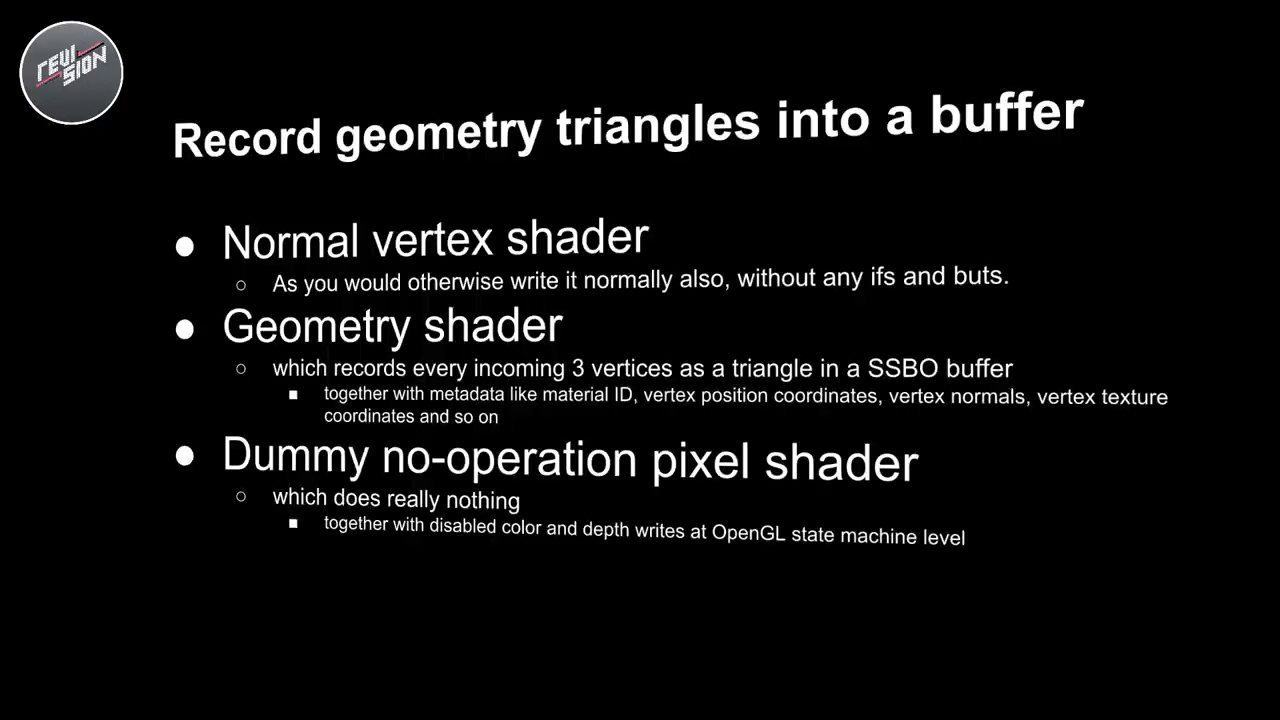 REVISION
Record geometry triangles into a buffer
● Normal vertex shader
○ As you would otherwise write it normally also, without any ifs and buts.
● Geometry shader
○ which records every incoming 3 vertices as a triangle in a SSBO buffer
■ together with metadata like material ID, vertex position coordinates, vertex normals, vertex texture
coordinates and so on
● Dummy no-operation pixel shader
○ which does really nothing
■ together with disabled color and depth writes at OpenGL state machine level